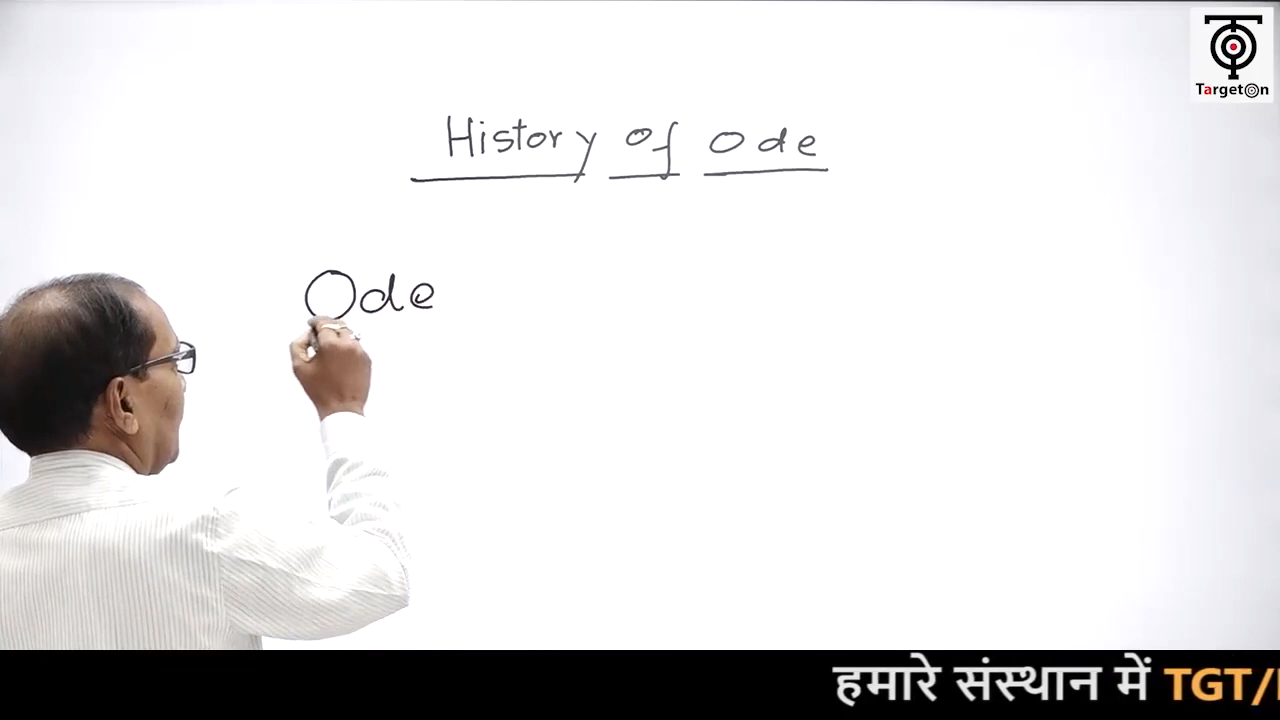 TargetOn
History of Ode
Ode
हमारे संस्थान में TGT/